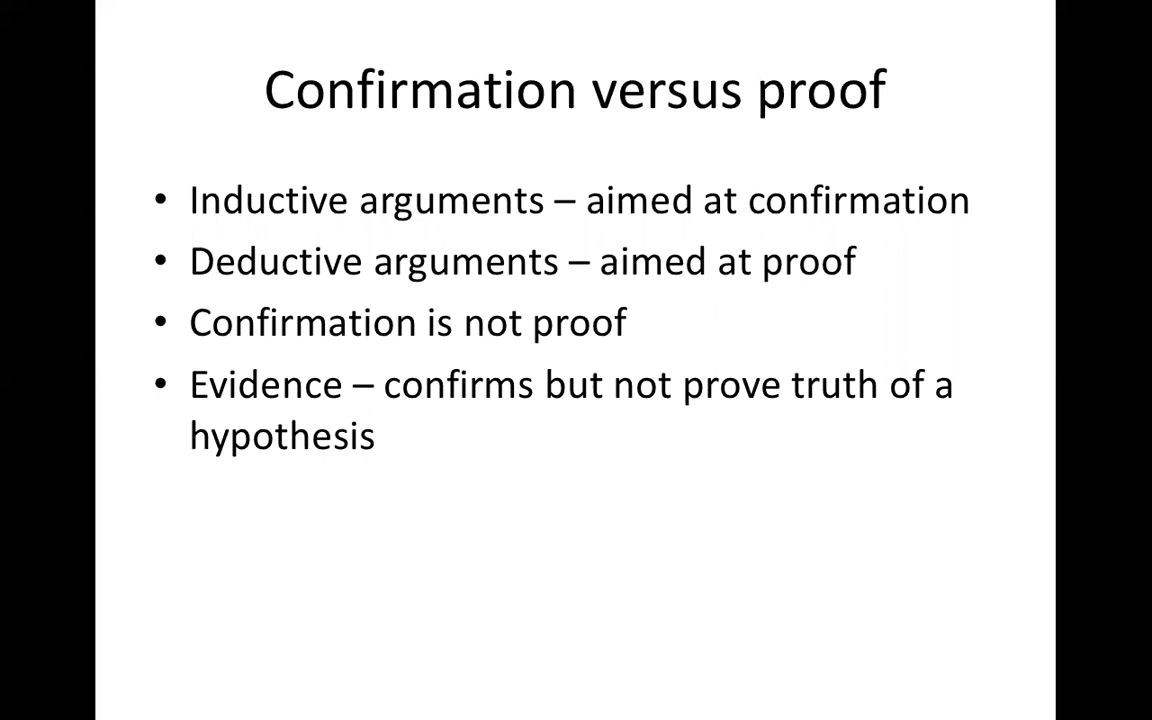 Confirmation versus proof
• Inductive arguments – aimed at confirmation
• Deductive arguments – aimed at proof
• Confirmation is not proof
• Evidence – confirms but not prove truth of a
hypothesis